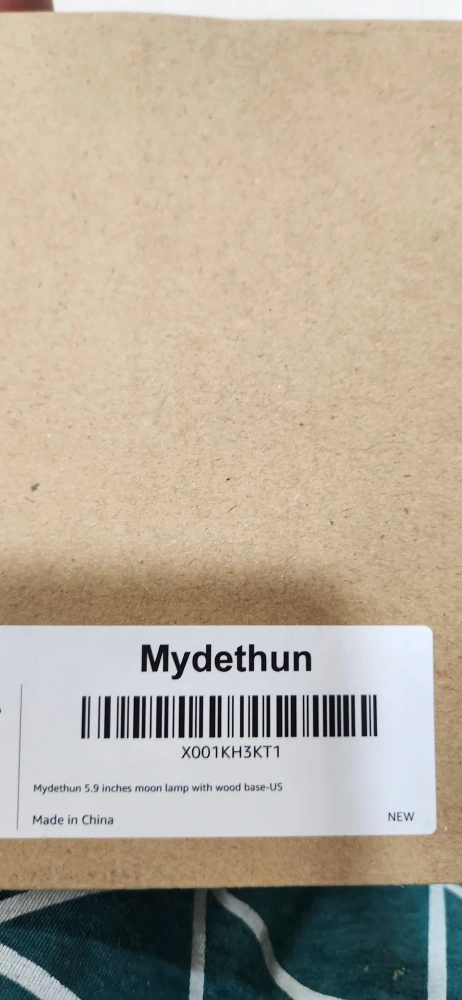 Mydethun
X001KH3KT1
Mydethun 5.9 inches moon lamp with wood base-US
Made in China
NEW